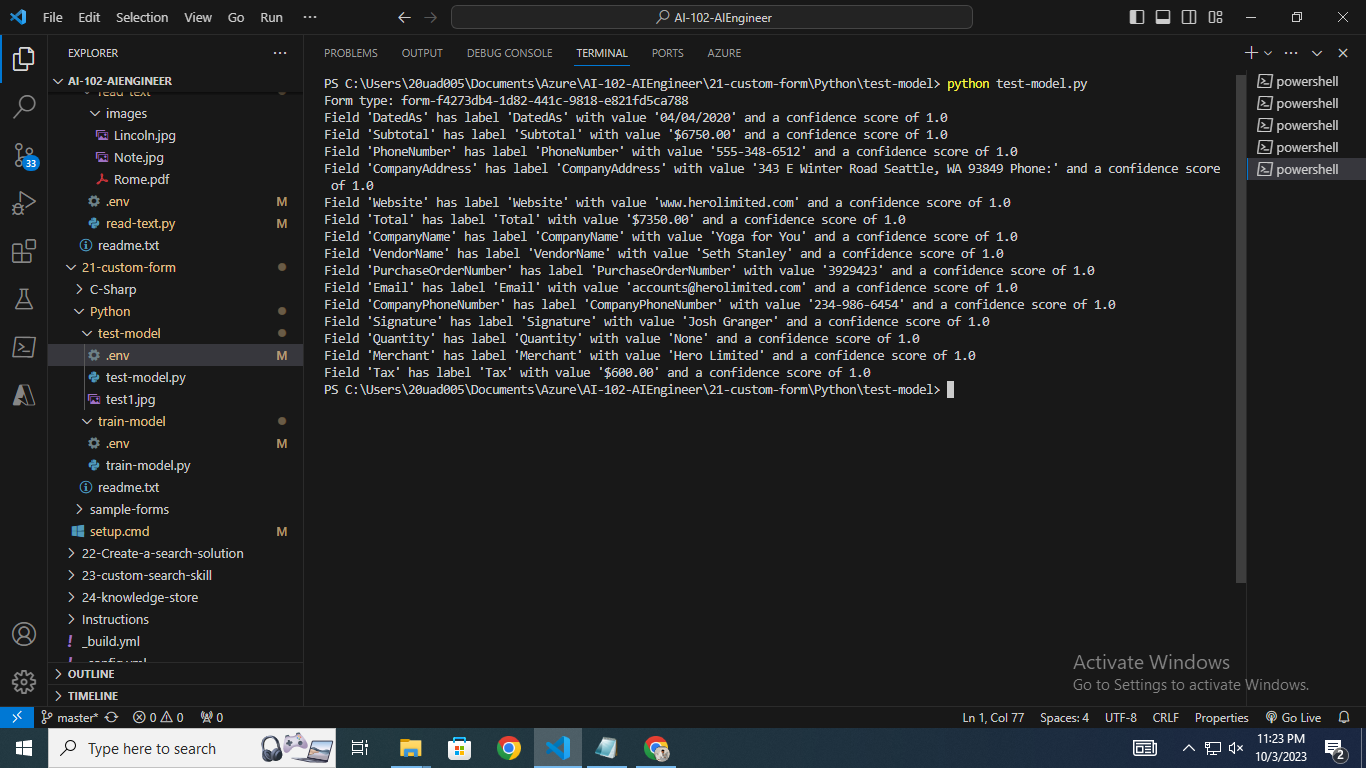 File Edit Selection View Go Run ··· AI-102-AIEngineer
EXPLORER ···
AI-102-AIENGINEER
read-text
images
Lincoln.jpg
Note.jpg
Rome.pdf
.env M
read-text.py M
readme.txt
21-custom-form
C-Sharp
Python
test-model
.env M
test-model.py
test1.jpg
train-model
.env M
train-model.py
readme.txt
sample-forms
setup.cmd M
22-Create-a-search-solution
23-custom-search-skill
24-knowledge-store
Instructions
_build.yml
_config.yml
OUTLINE
TIMELINE
33
PROBLEMS OUTPUT DEBUG CONSOLE TERMINAL PORTS AZURE
PS C:\Users\20uad005\Documents\Azure\AI-102-AIEngineer\21-custom-form\Python\test-model> python test-model.py
Form type: form-f4273db4-1d82-441c-9818-e821fd5ca788
Field 'DatedAs' has label 'DatedAs' with value '04/04/2020' and a confidence score of 1.0
Field 'Subtotal' has label 'Subtotal' with value '$6750.00' and a confidence score of 1.0
Field 'PhoneNumber' has label 'PhoneNumber' with value '555-348-6512' and a confidence score of 1.0
Field 'CompanyAddress' has label 'CompanyAddress' with value '343 E Winter Road Seattle, WA 93849 Phone:' and a confidence score
of 1.0
Field 'Website' has label 'Website' with value 'www.herolimited.com' and a confidence score of 1.0
Field 'Total' has label 'Total' with value '$7350.00' and a confidence score of 1.0
Field 'CompanyName' has label 'CompanyName' with value 'Yoga for You' and a confidence score of 1.0
Field 'VendorName' has label 'VendorName' with value 'Seth Stanley' and a confidence score of 1.0
Field 'PurchaseOrderNumber' has label 'PurchaseOrderNumber' with value '3929423' and a confidence score of 1.0
Field 'Email' has label 'Email' with value 'accounts@herolimited.com' and a confidence score of 1.0
Field 'CompanyPhoneNumber' has label 'CompanyPhoneNumber' with value '234-986-6454' and a confidence score of 1.0
Field 'Signature' has label 'Signature' with value 'Josh Granger' and a confidence score of 1.0
Field 'Quantity' has label 'Quantity' with value 'None' and a confidence score of 1.0
Field 'Merchant' has label 'Merchant' with value 'Hero Limited' and a confidence score of 1.0
Field 'Tax' has label 'Tax' with value '$600.00' and a confidence score of 1.0
PS C:\Users\20uad005\Documents\Azure\AI-102-AIEngineer\21-custom-form\Python\test-model>
powershell
powershell
powershell
powershell
powershell
Activate Windows
Go to Settings to activate Windows.
master* 0 0 0 Ln 1, Col 77 Spaces: 4 UTF-8 CRLF Properties Go Live
Type here to search
11:23 PM
10/3/2023
2